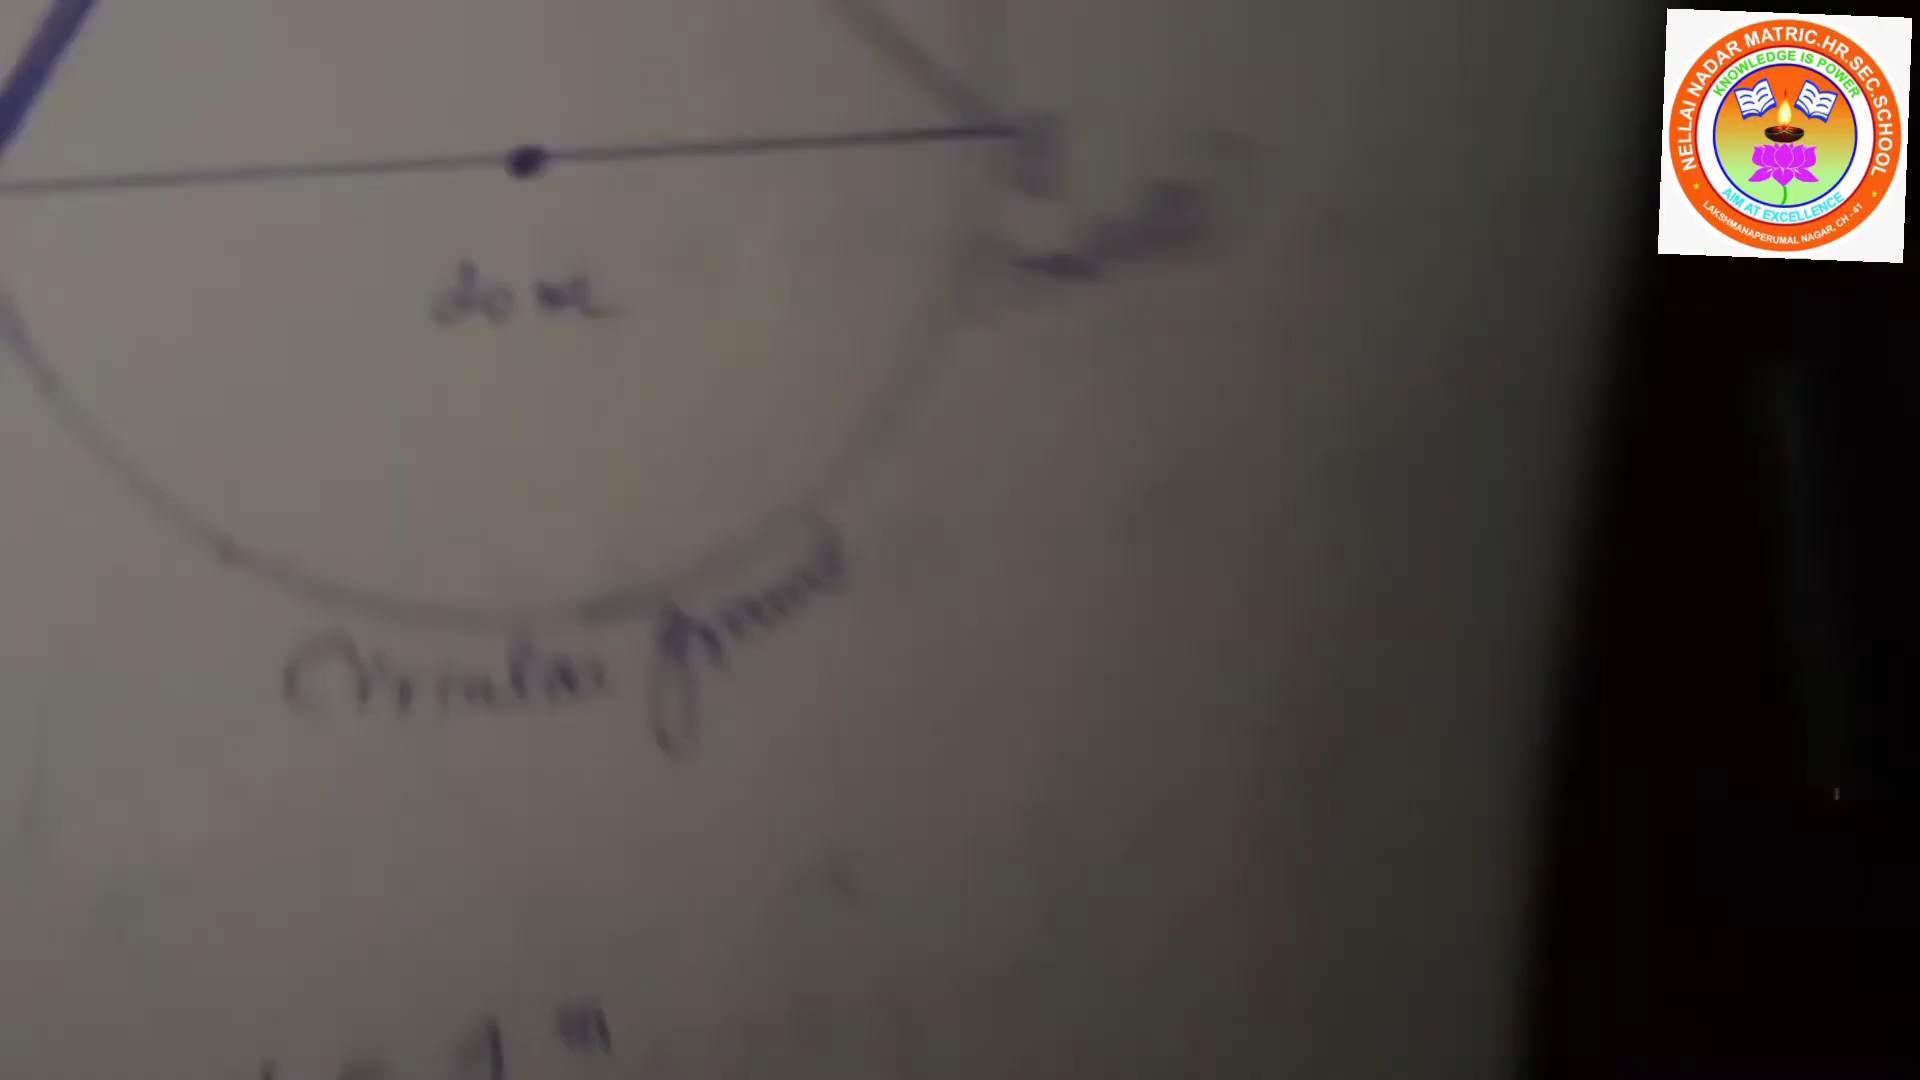 NELLAI NADAR MATRIC.HR.SEC.SCHOOL
KNOWLEDGE IS POWER
AIM AT EXCELLENCE
LAKSHMANAPERUMAL NAGAR, CH - 41
20 m
Circular ground